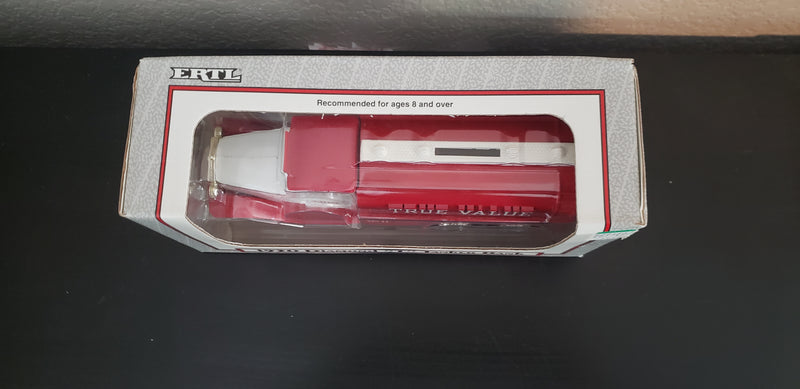 ERTL
Recommended for ages 8 and over
TRUE VALUE